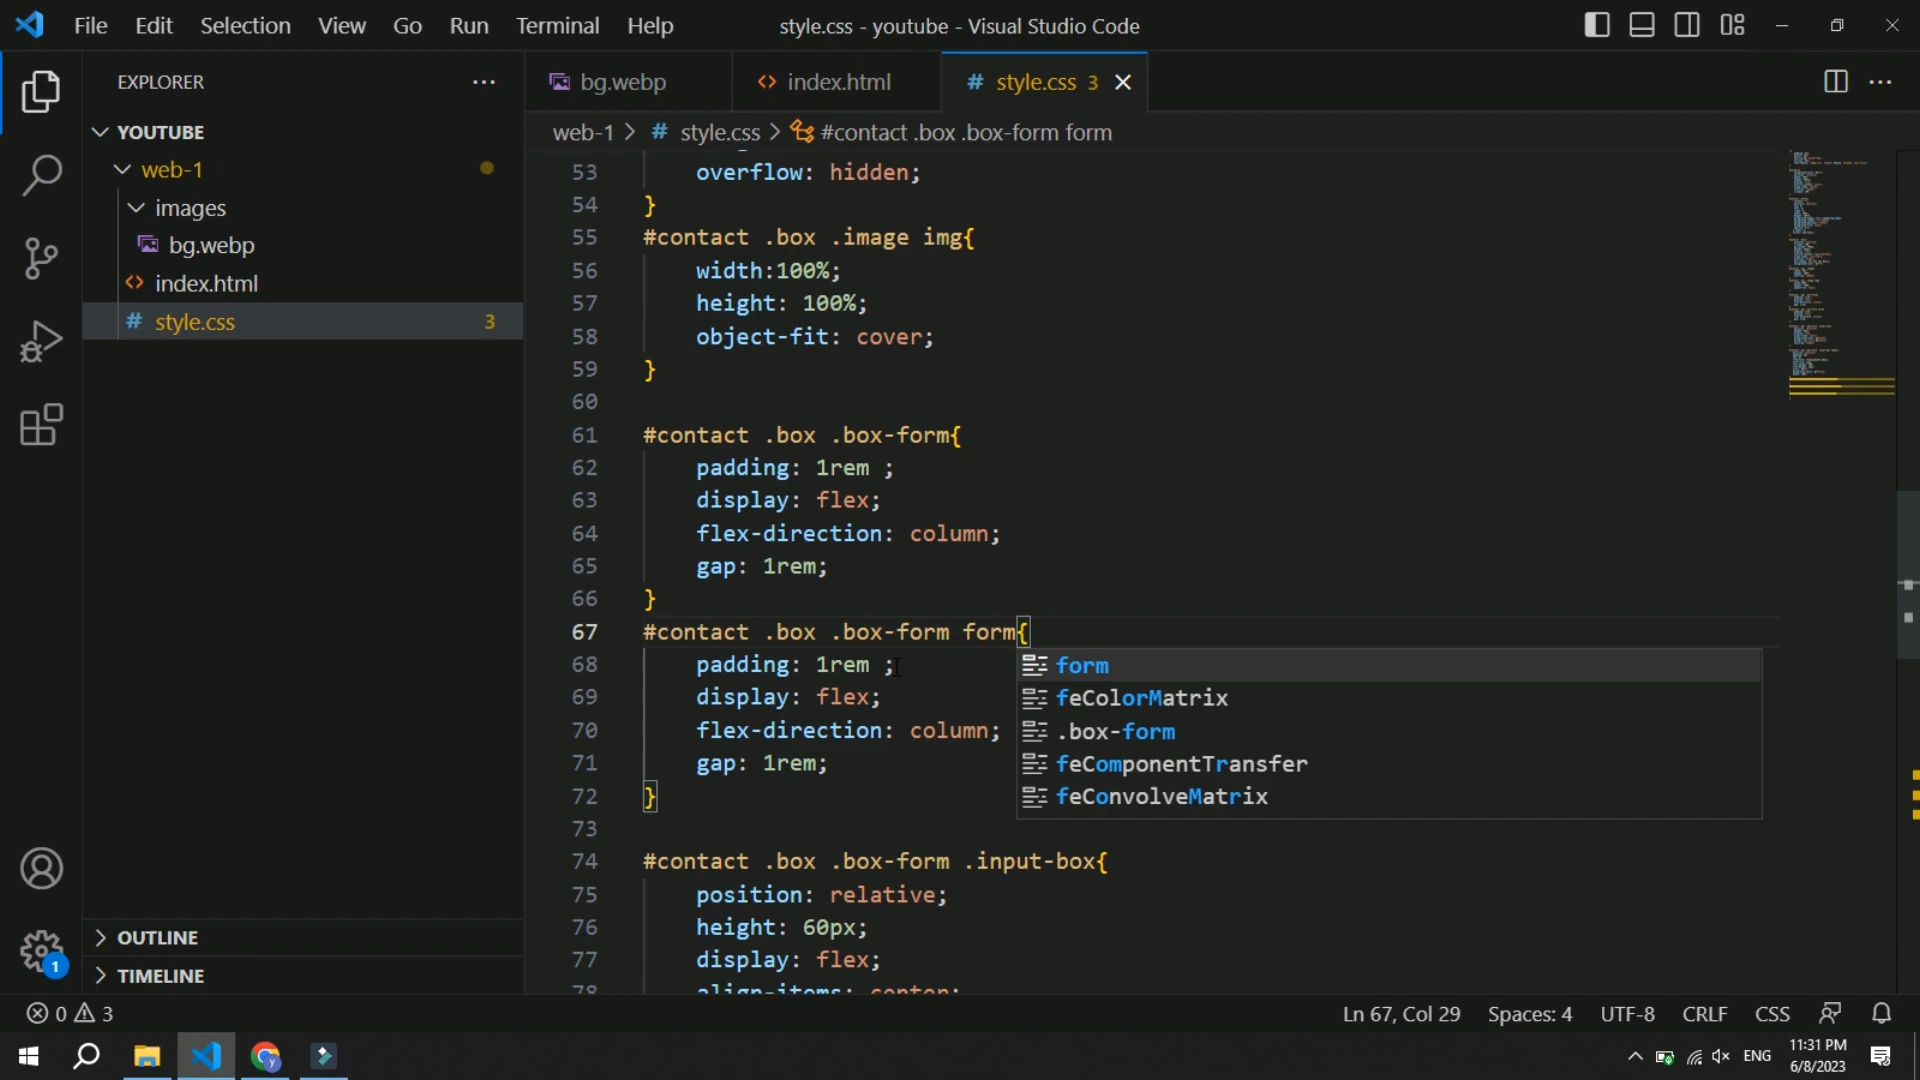 File Edit Selection View Go Run Terminal Help style.css - youtube - Visual Studio Code
EXPLORER
bg.webp index.html # style.css 3
web-1 > # style.css > #contact .box .box-form form
YOUTUBE
web-1
images
bg.webp
index.html
# style.css 3
OUTLINE
TIMELINE
53 overflow: hidden;
54 }
55 #contact .box .image img{
56 width:100%;
57 height: 100%;
58 object-fit: cover;
59 }
60
61 #contact .box .box-form{
62 padding: 1rem ;
63 display: flex;
64 flex-direction: column;
65 gap: 1rem;
66 }
67 #contact .box .box-form form{
68 padding: 1rem ;
69 display: flex;
70 flex-direction: column;
71 gap: 1rem;
72 }
73
74 #contact .box .box-form .input-box{
75 position: relative;
76 height: 60px;
77 display: flex;
78 align-items: center;
form
feColorMatrix
.box-form
feComponentTransfer
feConvolveMatrix
1
0 3 Ln 67, Col 29 Spaces: 4 UTF-8 CRLF CSS
ENG 11:31 PM
6/8/2023